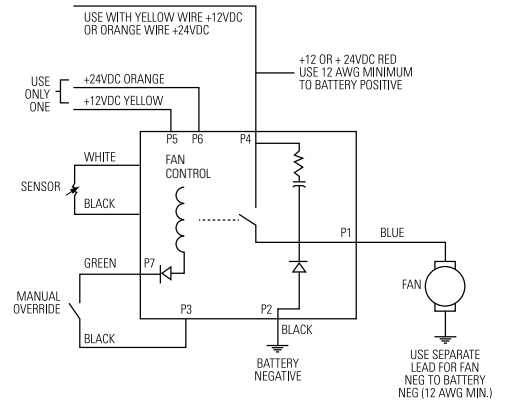 USE WITH YELLOW WIRE +12VDC
OR ORANGE WIRE +24VDC
+12 OR + 24VDC RED
USE 12 AWG MINIMUM
TO BATTERY POSITIVE
USE
ONLY
ONE
+24VDC ORANGE
+12VDC YELLOW
P5
P6
P4
WHITE
FAN
CONTROL
SENSOR
BLACK
P1
BLUE
GREEN
P7
FAN
MANUAL
OVERRIDE
P3
P2
BLACK
BLACK
BATTERY
NEGATIVE
USE SEPARATE
LEAD FOR FAN
NEG TO BATTERY
NEG (12 AWG MIN.)